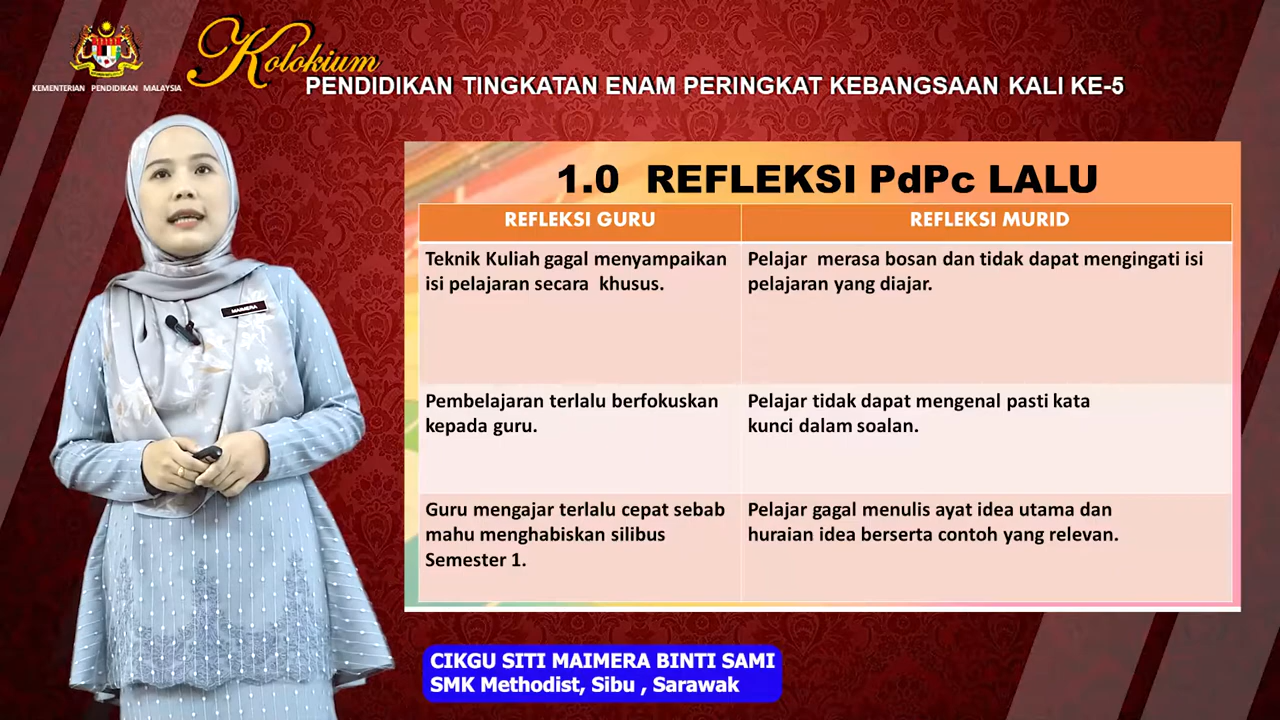 Kolokium
KEMENTERIAN PENDIDIKAN MALAYSIA
PENDIDIKAN TINGKATAN ENAM PERINGKAT KEBANGSAAN KALI KE-5
1.0 REFLEKSI PdPc LALU
REFLEKSI GURU
REFLEKSI MURID
Teknik Kuliah gagal menyampaikan
isi pelajaran secara khusus.
Pelajar merasa bosan dan tidak dapat mengingati isi
pelajaran yang diajar.
Pembelajaran terlalu berfokuskan
kepada guru.
Pelajar tidak dapat mengenal pasti kata
kunci dalam soalan.
Guru mengajar terlalu cepat sebab
mahu menghabiskan silibus
Semester 1.
Pelajar gagal menulis ayat idea utama dan
huraian idea berserta contoh yang relevan.
MAIMERA
CIKGU SITI MAIMERA BINTI SAMI
SMK Methodist, Sibu , Sarawak